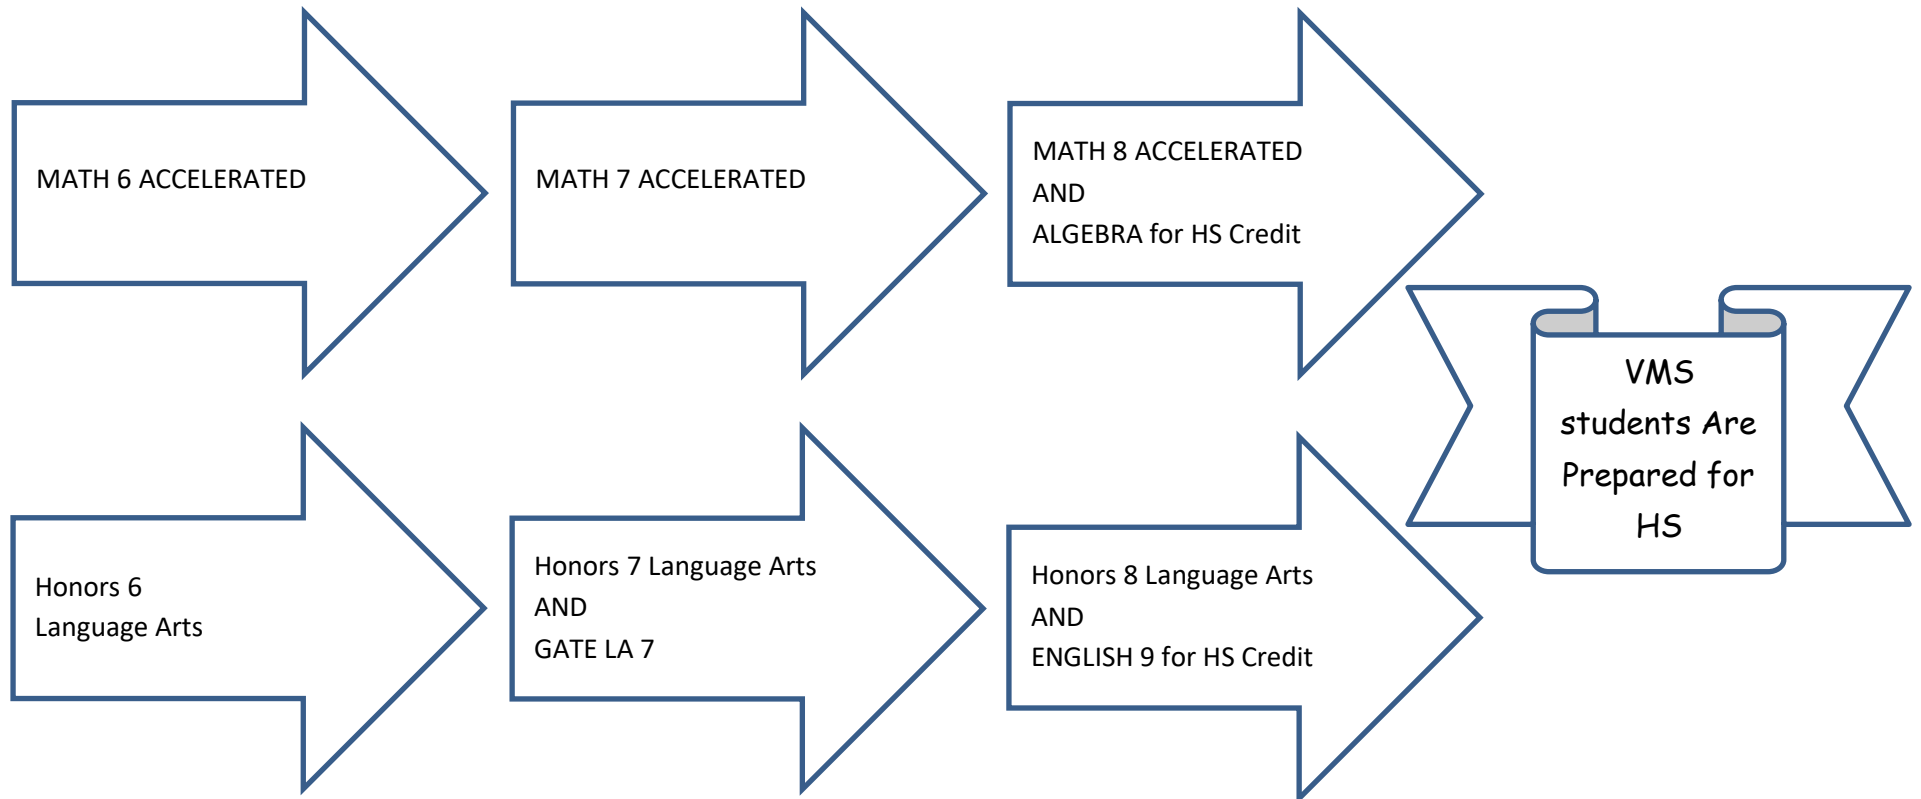 MATH 6 ACCELERATED
MATH 7 ACCELERATED
MATH 8 ACCELERATED
AND
ALGEBRA for HS Credit
Honors 6
Language Arts
Honors 7 Language Arts
AND
GATE LA 7
Honors 8 Language Arts
AND
ENGLISH 9 for HS Credit
VMS
students Are
Prepared for
HS